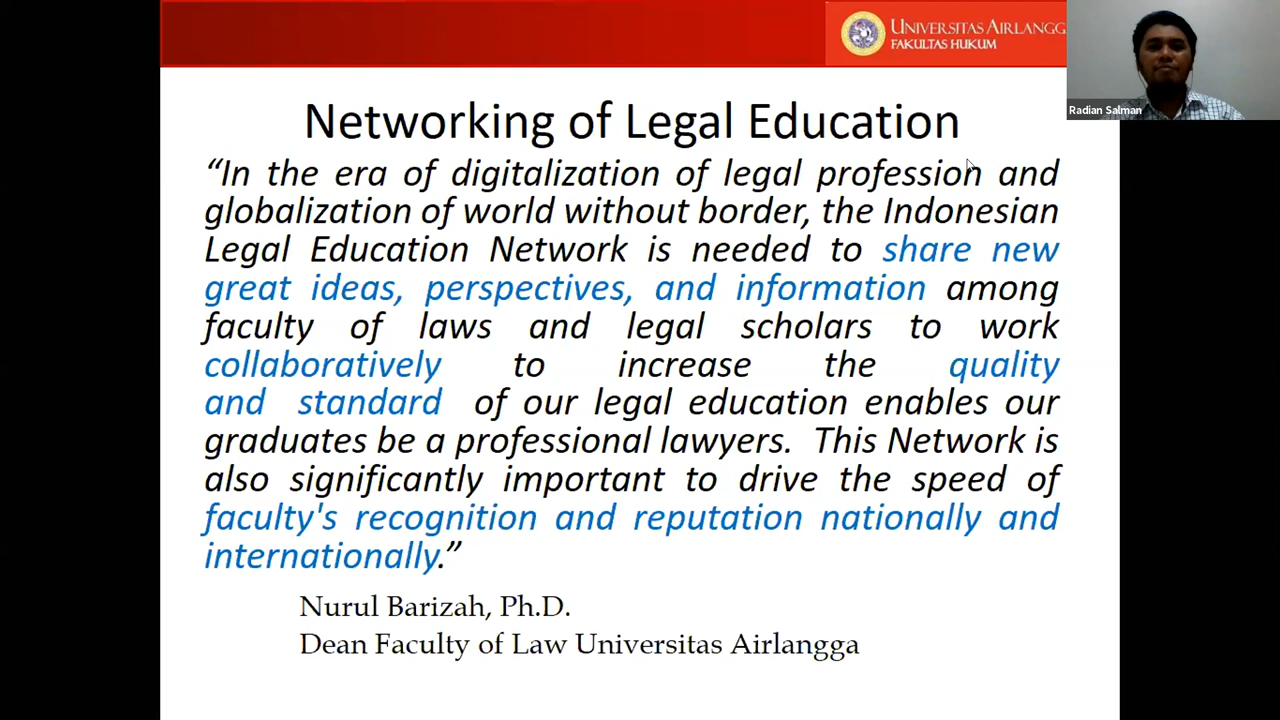 UNIVERSITAS AIRLANGG
FAKULTAS HUKUM
Radian Salman
Networking of Legal Education
“In the era of digitalization of legal profession and
globalization of world without border, the Indonesian
Legal Education Network is needed to share new
great ideas, perspectives, and information among
faculty of laws and legal scholars to work
collaboratively to increase the quality
and standard of our legal education enables our
graduates be a professional lawyers. This Network is
also significantly important to drive the speed of
faculty's recognition and reputation nationally and
internationally.”
Nurul Barizah, Ph.D.
Dean Faculty of Law Universitas Airlangga